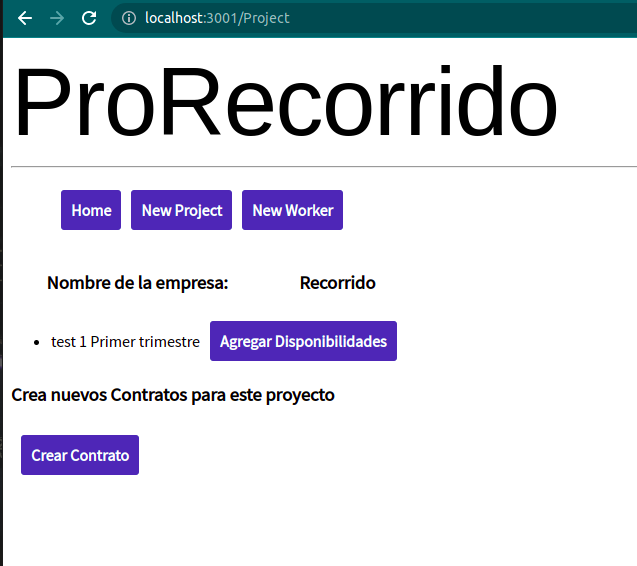 localhost:3001/Project
ProRecorrido
Home New Project New Worker
Nombre de la empresa: Recorrido
• test 1 Primer trimestre Agregar Disponibilidades
Crea nuevos Contratos para este proyecto
Crear Contrato